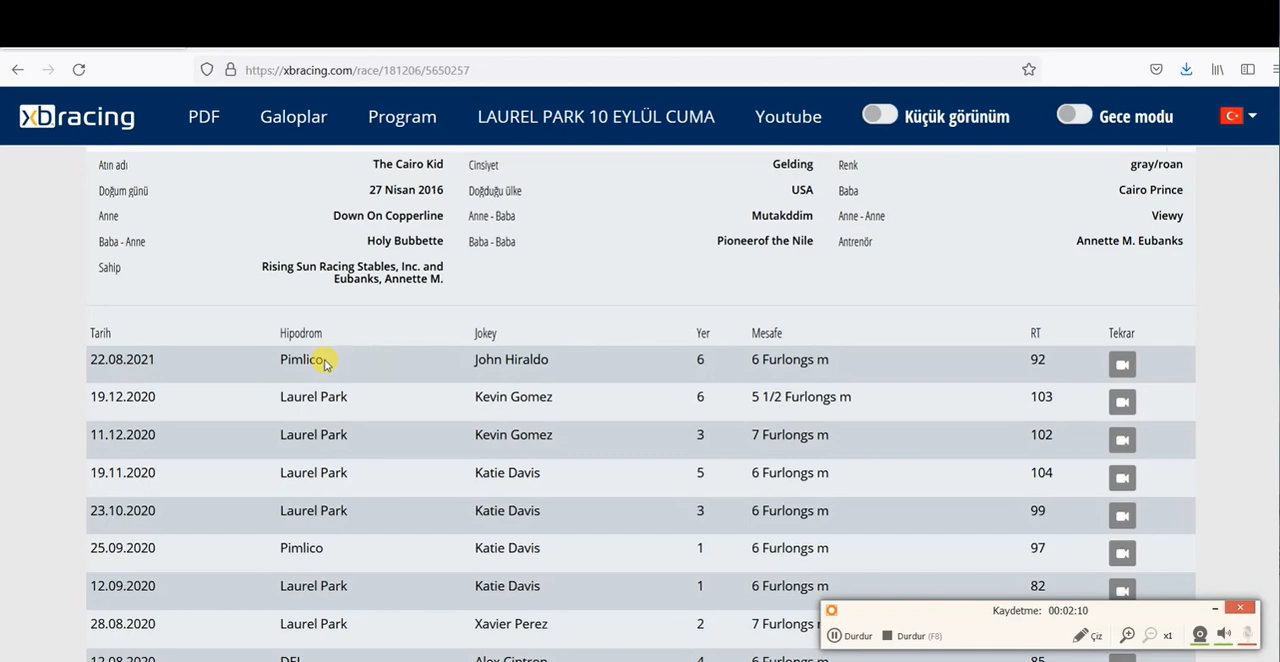 https://xbracing.com/race/181206/5650257
xbracing PDF Galoplar Program LAUREL PARK 10 EYLÜL CUMA Youtube Küçük görünüm Gece modu
Atın adı The Cairo Kid Cinsiyet Gelding Renk gray/roan
Doğum günü 27 Nisan 2016 Doğduğu ülke USA Baba Cairo Prince
Anne Down On Copperline Anne - Baba Mutakddim Anne - Anne Viewy
Baba - Anne Holy Bubbette Baba - Baba Pioneerof the Nile Antrenör Annette M. Eubanks
Sahip Rising Sun Racing Stables, Inc. and
Eubanks, Annette M.
Tarih Hipodrom Jokey Yer Mesafe RT Tekrar
22.08.2021 Pimlico John Hiraldo 6 6 Furlongs m 92
19.12.2020 Laurel Park Kevin Gomez 6 5 1/2 Furlongs m 103
11.12.2020 Laurel Park Kevin Gomez 3 7 Furlongs m 102
19.11.2020 Laurel Park Katie Davis 5 6 Furlongs m 104
23.10.2020 Laurel Park Katie Davis 3 6 Furlongs m 99
25.09.2020 Pimlico Katie Davis 1 6 Furlongs m 97
12.09.2020 Laurel Park Katie Davis 1 6 Furlongs m 82
28.08.2020 Laurel Park Xavier Perez 2 7 Furlongs
Kaydetme: 00:02:10
Durdur Durdur (F8) Çiz x1